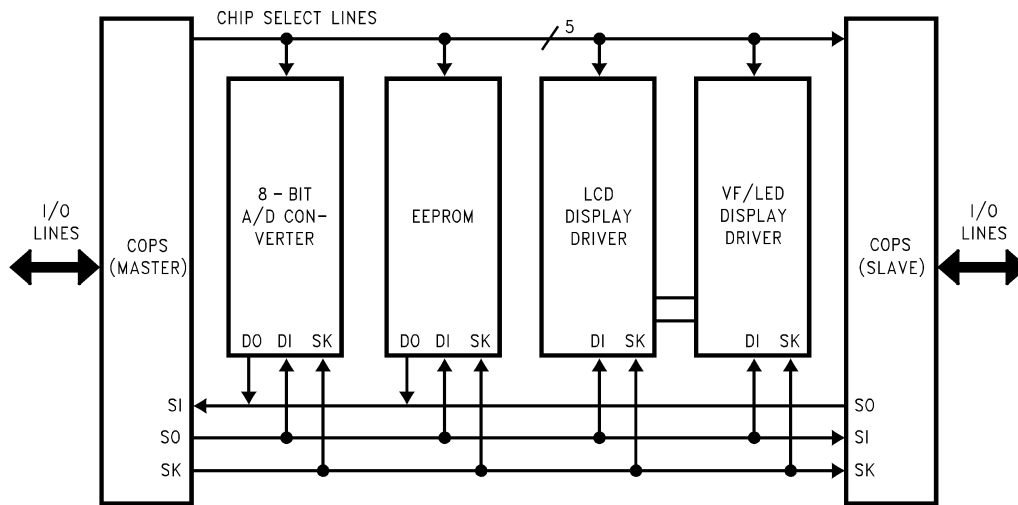 CHIP SELECT LINES
5
8 - BIT
A/D CON-
VERTER
EEPROM
LCD
DISPLAY
DRIVER
VF/LED
DISPLAY
DRIVER
I/O
LINES
COPS
(MASTER)
COPS
(SLAVE)
I/O
LINES
DO DI SK
DO DI SK
DI SK
DI SK
SI
SO
SK
SO
SI
SK